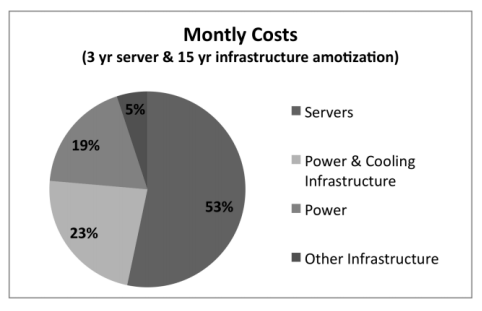 Montly Costs
(3 yr server & 15 yr infrastructure amotization)
5%
19%
53%
23%
Servers
Power & Cooling
Infrastructure
Power
Other Infrastructure